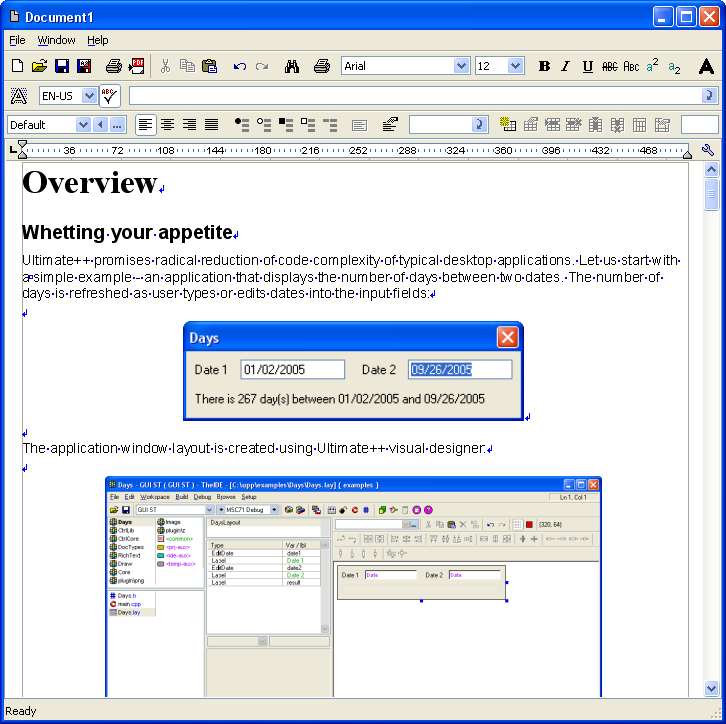 Document1
File Window Help
Arial 12 B I U ABC Abc a2 a2 A
EN-US ABC
Default ...
36 72 108 144 180 216 252 288 324 360 396 432 468
Overview
Whetting your appetite
Ultimate++ promises radical reduction of code complexity of typical desktop applications. Let us start with
a simple example - an application that displays the number of days between two dates. The number of
days is refreshed as user types or edits dates into the input fields:
Days
Date 1 01/02/2005 Date 2 09/26/2005
There is 267 day(s) between 01/02/2005 and 09/26/2005
The application window layout is created using Ultimate++ visual designer.
Days - GUI ST ( GUI ST ) - TheIDE - [C:\upp\examples\Days\Days.lay] { examples }
File Edit Workspace Build Debug Browse Setup Ln 1, Col 1
GUI ST MSC71 Debug
Days Image DaysLayout (320, 64)
CtrlLib plugin\z
CtrlCore <common>
DocTypes <prj-aux>
RichText <ide-aux>
Draw <temp-aux>
Core
plugin\png
Type Var / lbl
EditDate date1
Label Date 1
EditDate date2
Label Date 2
Label result
Date 1 Date Date 2 Date
Days.h
main.cpp
Days.lay
Ready